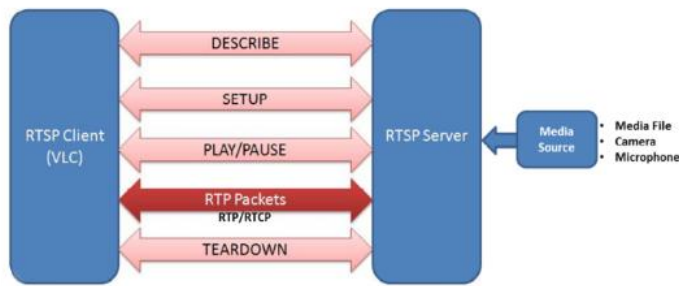 DESCRIBE
SETUP
RTSP Client
(VLC)
RTSP Server
PLAY/PAUSE
RTP Packets
RTP/RTCP
TEARDOWN
Media
Source
• Media File
• Camera
• Microphone